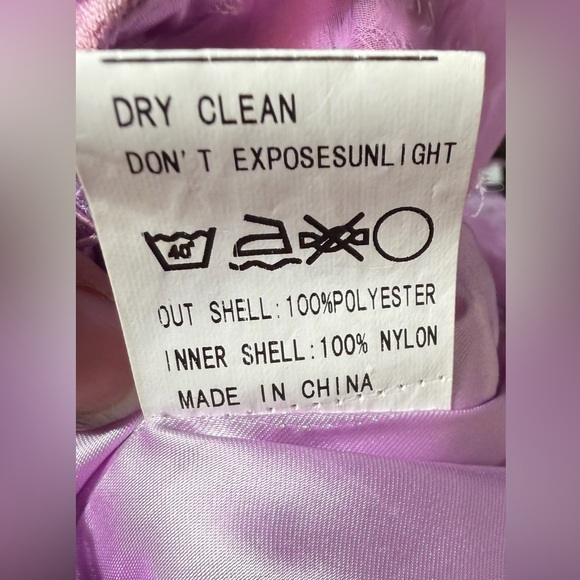 DRY CLEAN
DON'T EXPOSESUNLIGHT
40°
OUT SHELL:100%POLYESTER
INNER SHELL:100% NYLON
MADE IN CHINA